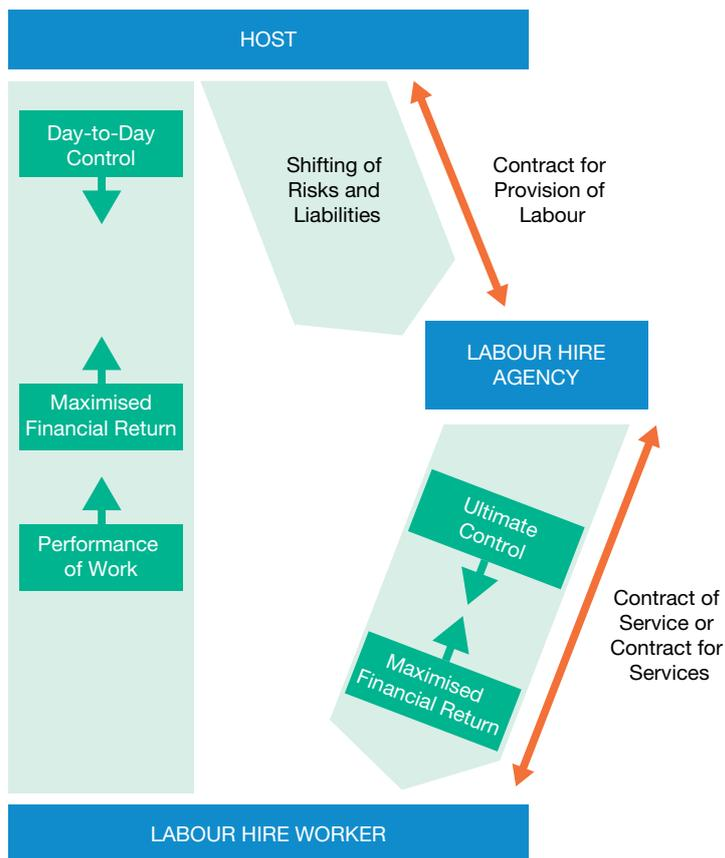 HOST
Day-to-Day
Control
Shifting of
Risks and
Liabilities
Contract for
Provision of
Labour
LABOUR HIRE
AGENCY
Maximised
Financial Return
Performance
of Work
Ultimate
Control
Maximised
Financial Return
Contract of
Service or
Contract for
Services
LABOUR HIRE WORKER